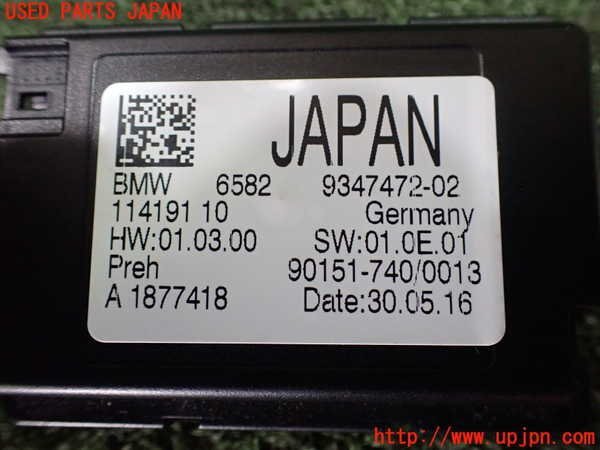 USED PARTS JAPAN
JAPAN
BMW 6582 9347472-02
114191 10 Germany
HW:01.03.00 SW:01.0E.01
Preh 90151-740/0013
A 1877418 Date:30.05.16
http://www.upjpn.com/